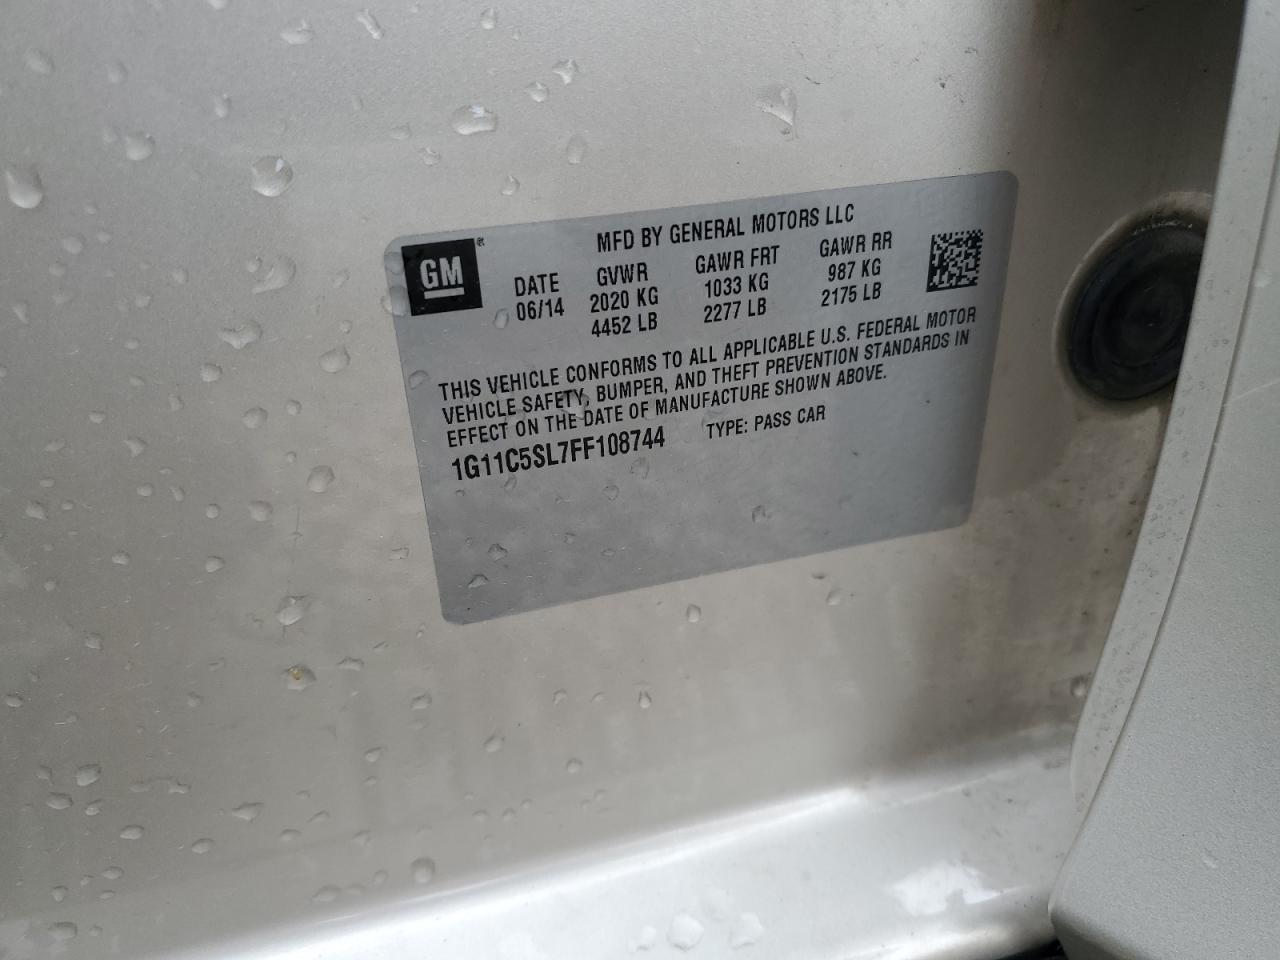 GM®
MFD BY GENERAL MOTORS LLC
DATE GVWR GAWR FRT GAWR RR
06/14 2020 KG 1033 KG 987 KG
4452 LB 2277 LB 2175 LB
THIS VEHICLE CONFORMS TO ALL APPLICABLE U.S. FEDERAL MOTOR
VEHICLE SAFETY, BUMPER, AND THEFT PREVENTION STANDARDS IN
EFFECT ON THE DATE OF MANUFACTURE SHOWN ABOVE.
1G11C5SL7FF108744 TYPE: PASS CAR